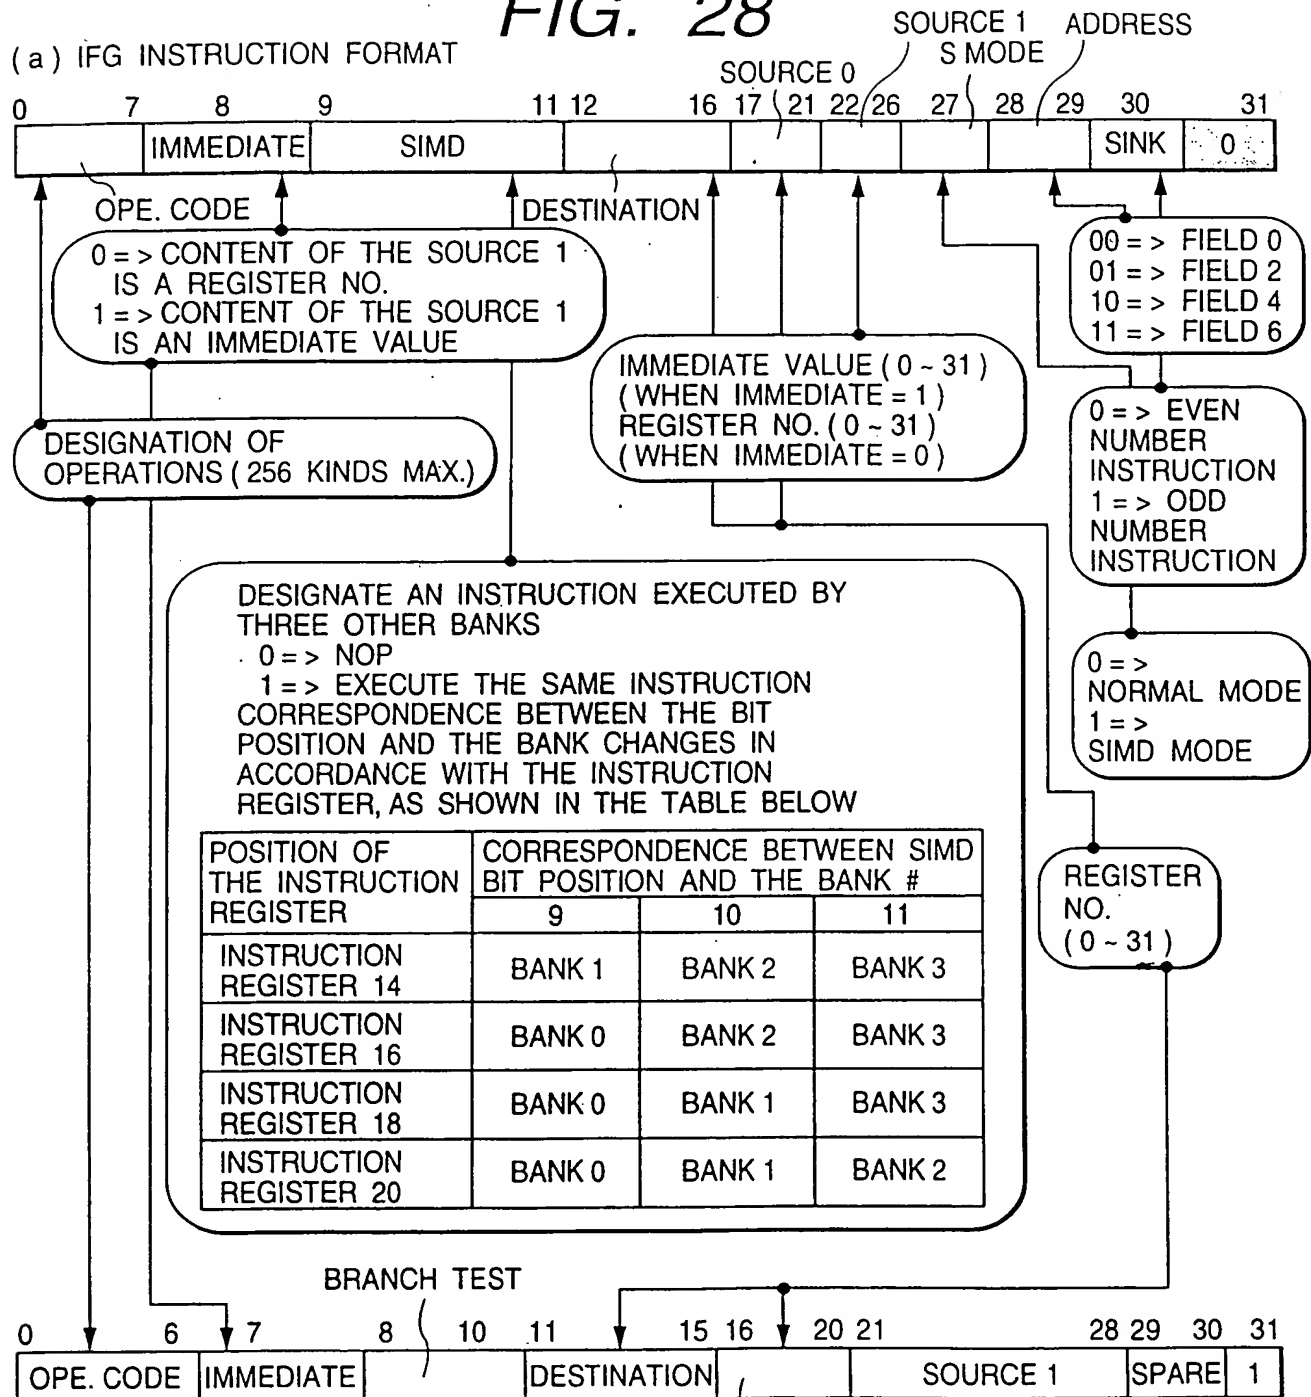 FIG. 28
(a) IFG INSTRUCTION FORMAT
SOURCE 0
SOURCE 1
S MODE
ADDRESS
0 7 8 9 11 12 16 17 21 22 26 27 28 29 30 31
IMMEDIATE SIMD SINK 0
OPE. CODE
DESTINATION
0 = > CONTENT OF THE SOURCE 1
IS A REGISTER NO.
1 = > CONTENT OF THE SOURCE 1
IS AN IMMEDIATE VALUE
00 = > FIELD 0
01 = > FIELD 2
10 = > FIELD 4
11 = > FIELD 6
IMMEDIATE VALUE ( 0 ~ 31 )
( WHEN IMMEDIATE = 1 )
REGISTER NO. ( 0 ~ 31 )
( WHEN IMMEDIATE = 0 )
DESIGNATION OF
OPERATIONS ( 256 KINDS MAX.)
0 = > EVEN
NUMBER
INSTRUCTION
1 = > ODD
NUMBER
INSTRUCTION
DESIGNATE AN INSTRUCTION EXECUTED BY
THREE OTHER BANKS
0 = > NOP
1 = > EXECUTE THE SAME INSTRUCTION
CORRESPONDENCE BETWEEN THE BIT
POSITION AND THE BANK CHANGES IN
ACCORDANCE WITH THE INSTRUCTION
REGISTER, AS SHOWN IN THE TABLE BELOW
0 = >
NORMAL MODE
1 = >
SIMD MODE
POSITION OF
THE INSTRUCTION
REGISTER
CORRESPONDENCE BETWEEN SIMD
BIT POSITION AND THE BANK #
9 10 11
INSTRUCTION
REGISTER 14
BANK 1 BANK 2 BANK 3
INSTRUCTION
REGISTER 16
BANK 0 BANK 2 BANK 3
INSTRUCTION
REGISTER 18
BANK 0 BANK 1 BANK 3
INSTRUCTION
REGISTER 20
BANK 0 BANK 1 BANK 2
REGISTER
NO.
( 0 ~ 31 )
BRANCH TEST
0 6 7 8 10 11 15 16 20 21 28 29 30 31
OPE. CODE IMMEDIATE DESTINATION SOURCE 1 SPARE 1